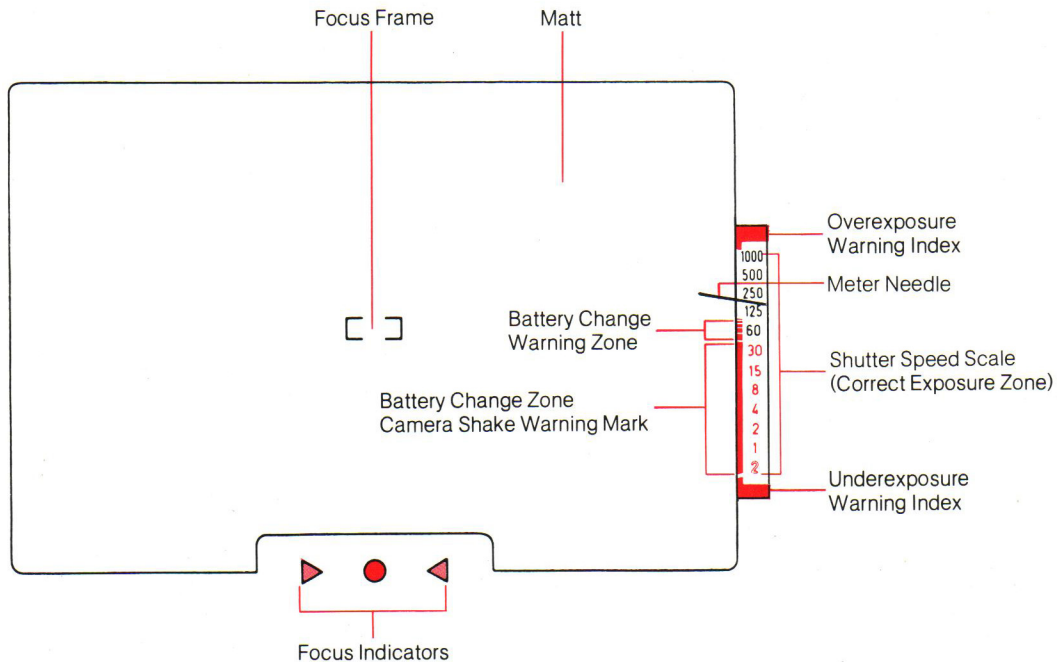 Focus Frame
Matt
Overexposure
Warning Index
1000
500
250
125
60
30
15
8
4
2
1
2
Meter Needle
Battery Change
Warning Zone
Shutter Speed Scale
(Correct Exposure Zone)
Battery Change Zone
Camera Shake Warning Mark
Underexposure
Warning Index
Focus Indicators